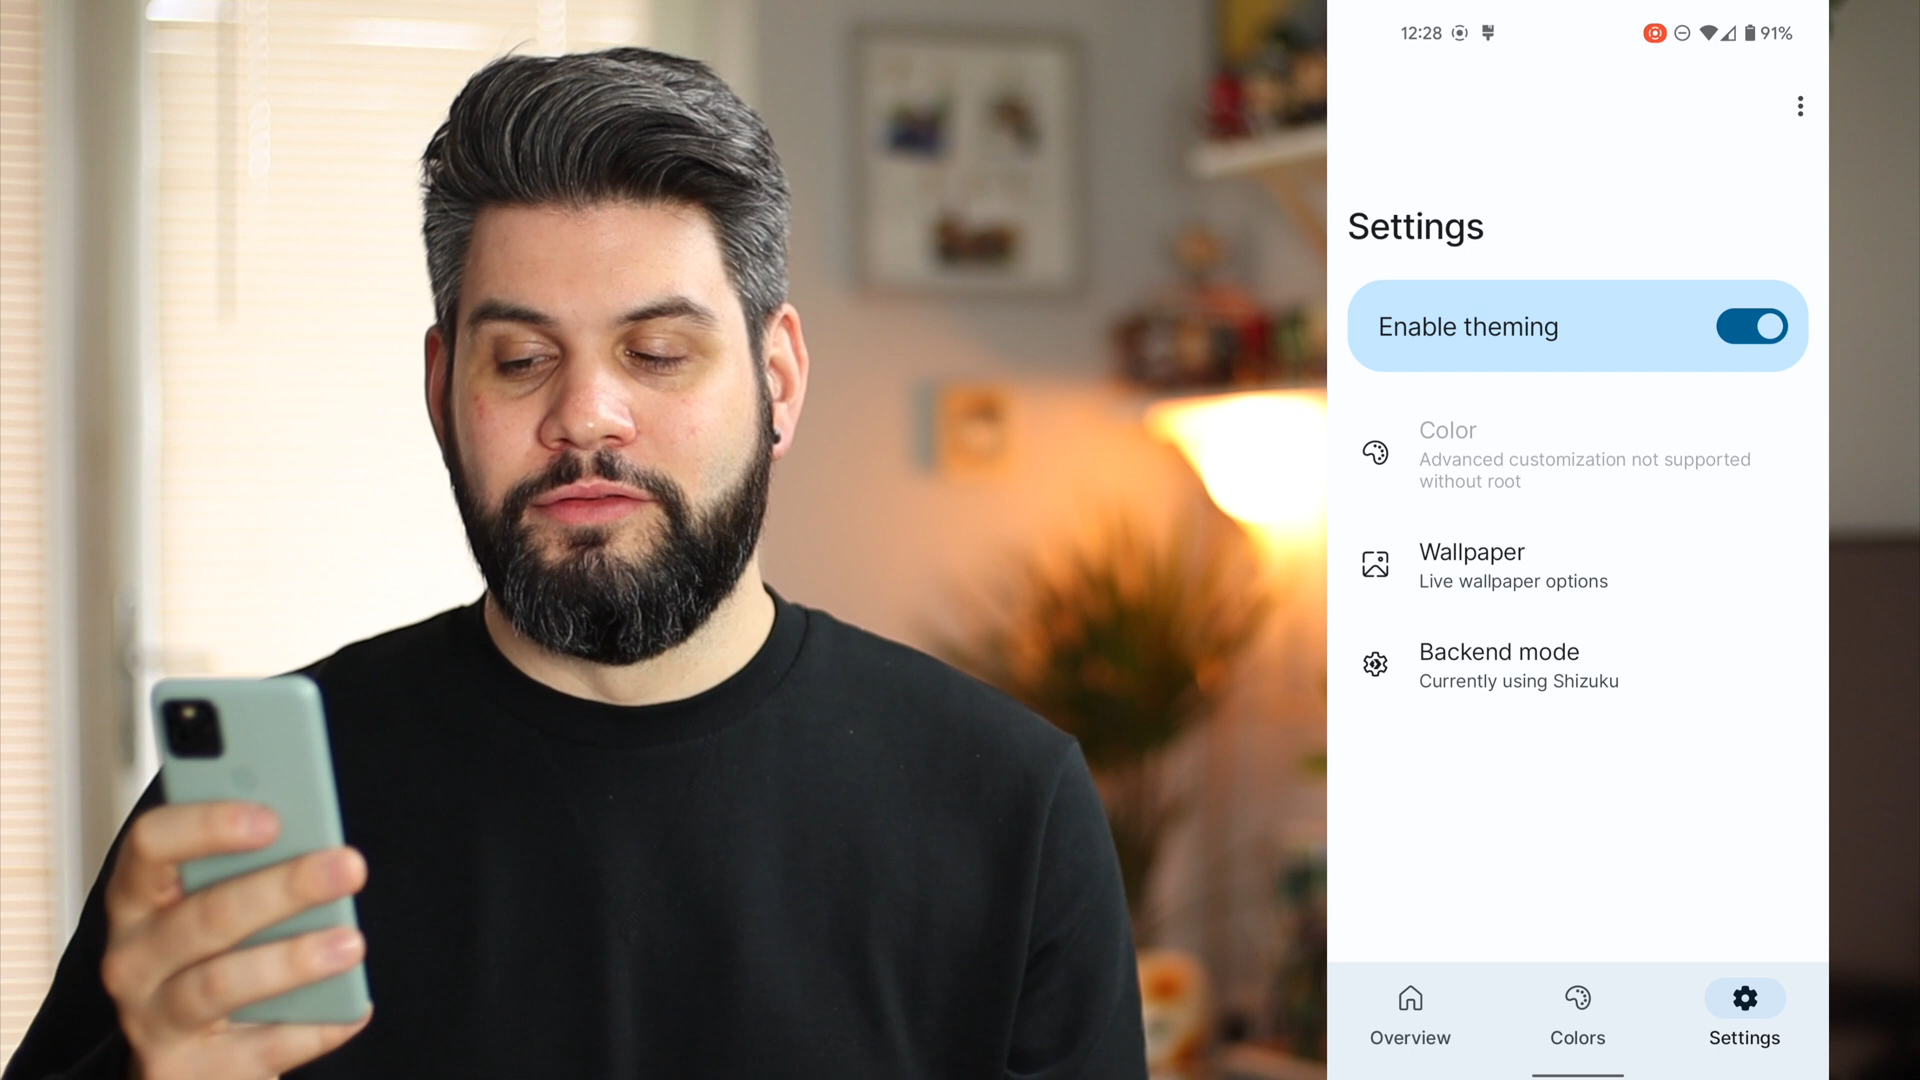 12:28
91%
Settings
Enable theming
Color
Advanced customization not supported
without root
Wallpaper
Live wallpaper options
Backend mode
Currently using Shizuku
Overview
Colors
Settings